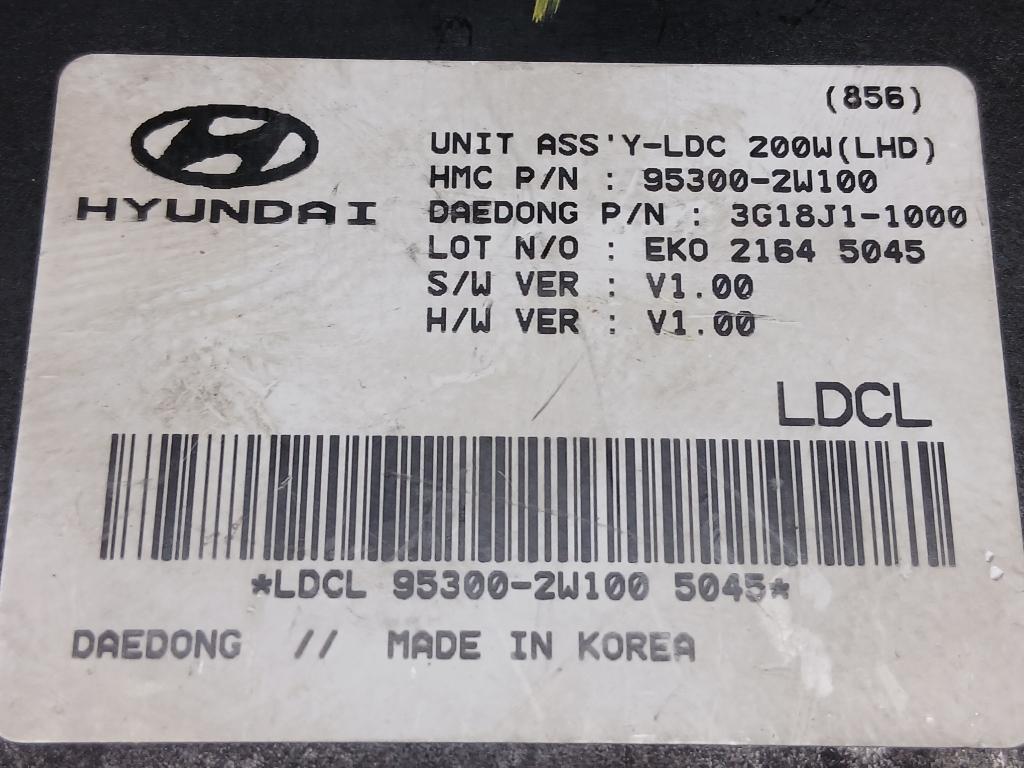 (856)
HYUNDAI
UNIT ASS'Y-LDC 200W(LHD)
HMC P/N : 95300-2W100
DAEDONG P/N : 3G18J1-1000
LOT N/O : EKO 2164 5045
S/W VER : V1.00
H/W VER : V1.00
LDCL
*LDCL 95300-2W100 5045*
DAEDONG // MADE IN KOREA